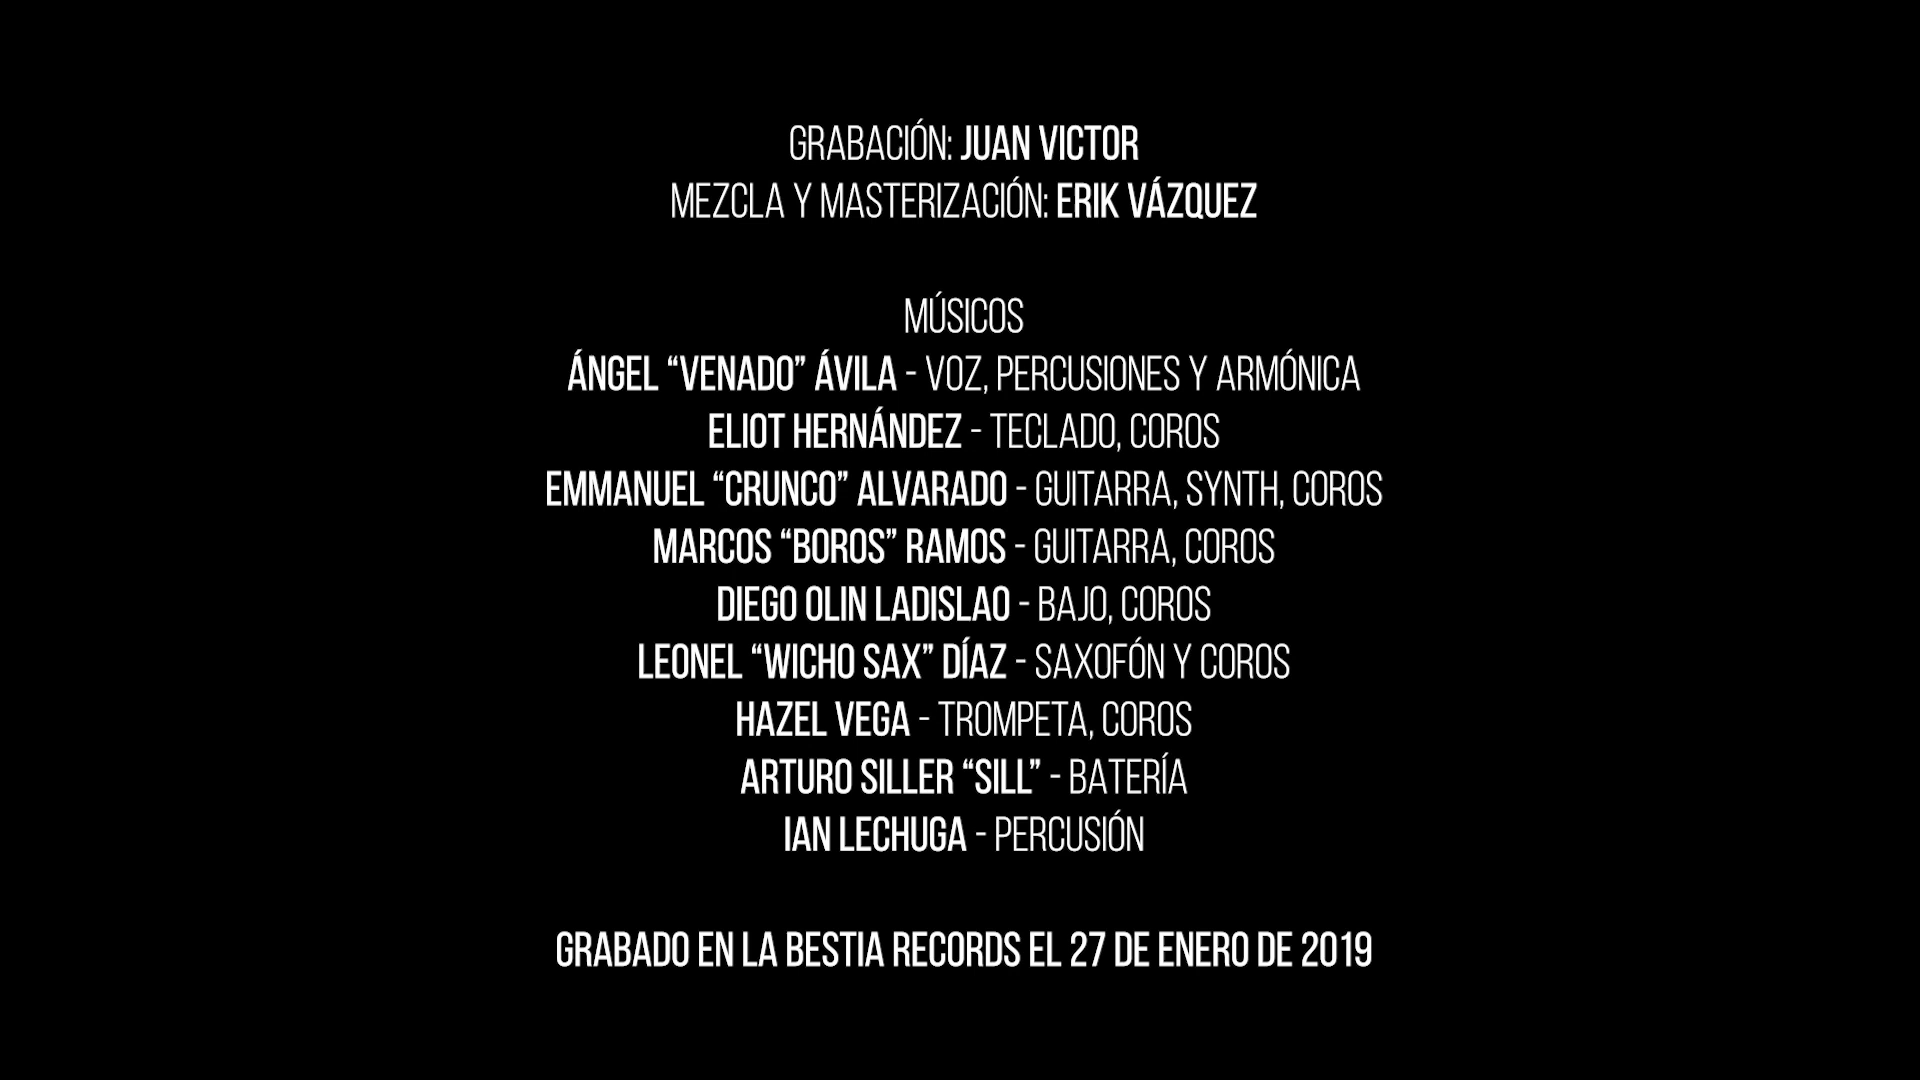 GRABACIÓN: JUAN VICTOR
MEZCLA Y MASTERIZACIÓN: ERIK VÁZQUEZ
MÚSICOS
ÁNGEL “VENADO” ÁVILA - VOZ, PERCUSIONES Y ARMÓNICA
ELIOT HERNÁNDEZ - TECLADO, COROS
EMMANUEL “CRUNCO” ALVARADO - GUITARRA, SYNTH, COROS
MARCOS “BOROS” RAMOS - GUITARRA, COROS
DIEGO OLIN LADISLAO - BAJO, COROS
LEONEL “WICHO SAX” DÍAZ - SAXOFÓN Y COROS
HAZEL VEGA - TROMPETA, COROS
ARTURO SILLER “SILL” - BATERÍA
IAN LECHUGA - PERCUSIÓN
GRABADO EN LA BESTIA RECORDS EL 27 DE ENERO DE 2019